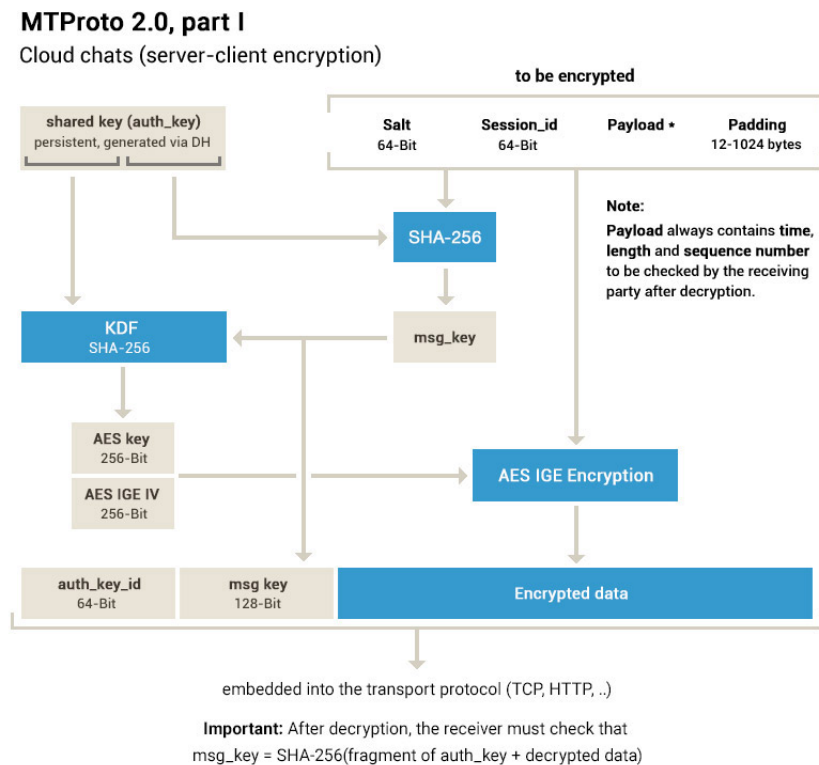 MTProto 2.0, part I
Cloud chats (server-client encryption)
to be encrypted
shared key (auth_key)
persistent, generated via DH
Salt
64-Bit
Session_id
64-Bit
Payload *
Padding
12-1024 bytes
SHA-256
Note:
Payload always contains time,
length and sequence number
to be checked by the receiving
party after decryption.
KDF
SHA-256
msg_key
AES key
256-Bit
AES IGE IV
256-Bit
AES IGE Encryption
auth_key_id
64-Bit
msg key
128-Bit
Encrypted data
embedded into the transport protocol (TCP, HTTP, ..)
Important: After decryption, the receiver must check that
msg_key = SHA-256(fragment of auth_key + decrypted data)